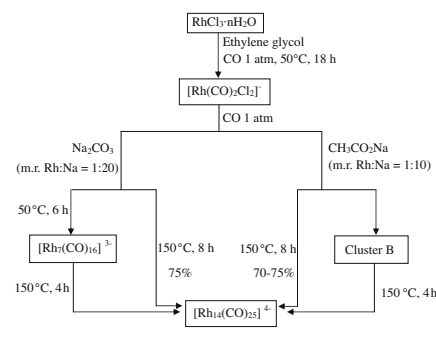 RhCl₃·nH₂O
Ethylene glycol
CO 1 atm, 50°C, 18 h
[Rh(CO)₂Cl₂]⁻
CO 1 atm
Na₂CO₃
(m.r. Rh:Na = 1:20)
CH₃CO₂Na
(m.r. Rh:Na = 1:10)
50°C, 6 h
[Rh₇(CO)₁₆] ³⁻
150°C, 8 h
75%
150°C, 8 h
70-75%
Cluster B
150°C, 4h
150 °C, 4h
[Rh₁₄(CO)₂₅] ⁴⁻